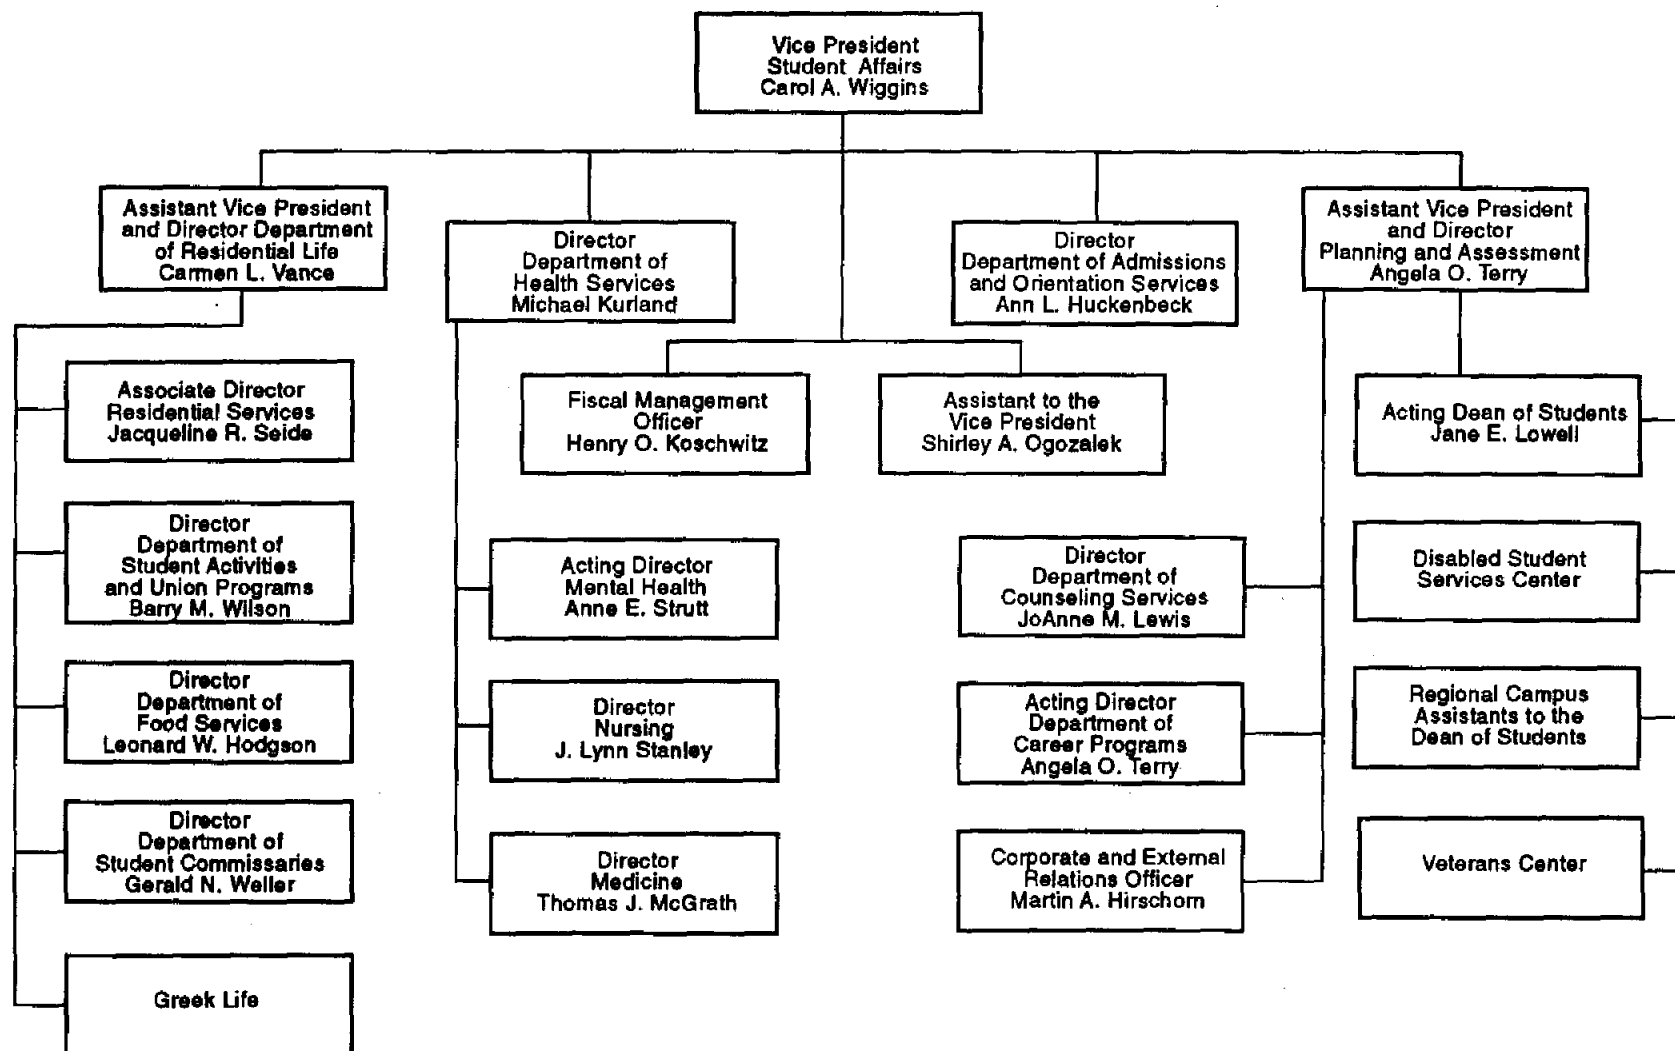 Vice President
Student Affairs
Carol A. Wiggins
Assistant Vice President
and Director Department
of Residential Life
Carmen L. Vance
Director
Department of
Health Services
Michael Kurland
Director
Department of Admissions
and Orientation Services
Ann L. Huckenbeck
Assistant Vice President
and Director
Planning and Assessment
Angela O. Terry
Fiscal Management
Officer
Henry O. Koschwitz
Assistant to the
Vice President
Shirley A. Ogozalek
Associate Director
Residential Services
Jacqueline R. Seide
Director
Department of
Student Activities
and Union Programs
Barry M. Wilson
Director
Department of
Food Services
Leonard W. Hodgson
Director
Department of
Student Commissaries
Gerald N. Weller
Greek Life
Acting Director
Mental Health
Anne E. Strutt
Director
Nursing
J. Lynn Stanley
Director
Medicine
Thomas J. McGrath
Director
Department of
Counseling Services
JoAnne M. Lewis
Acting Director
Department of
Career Programs
Angela O. Terry
Corporate and External
Relations Officer
Martin A. Hirschorn
Acting Dean of Students
Jane E. Lowell
Disabled Student
Services Center
Regional Campus
Assistants to the
Dean of Students
Veterans Center